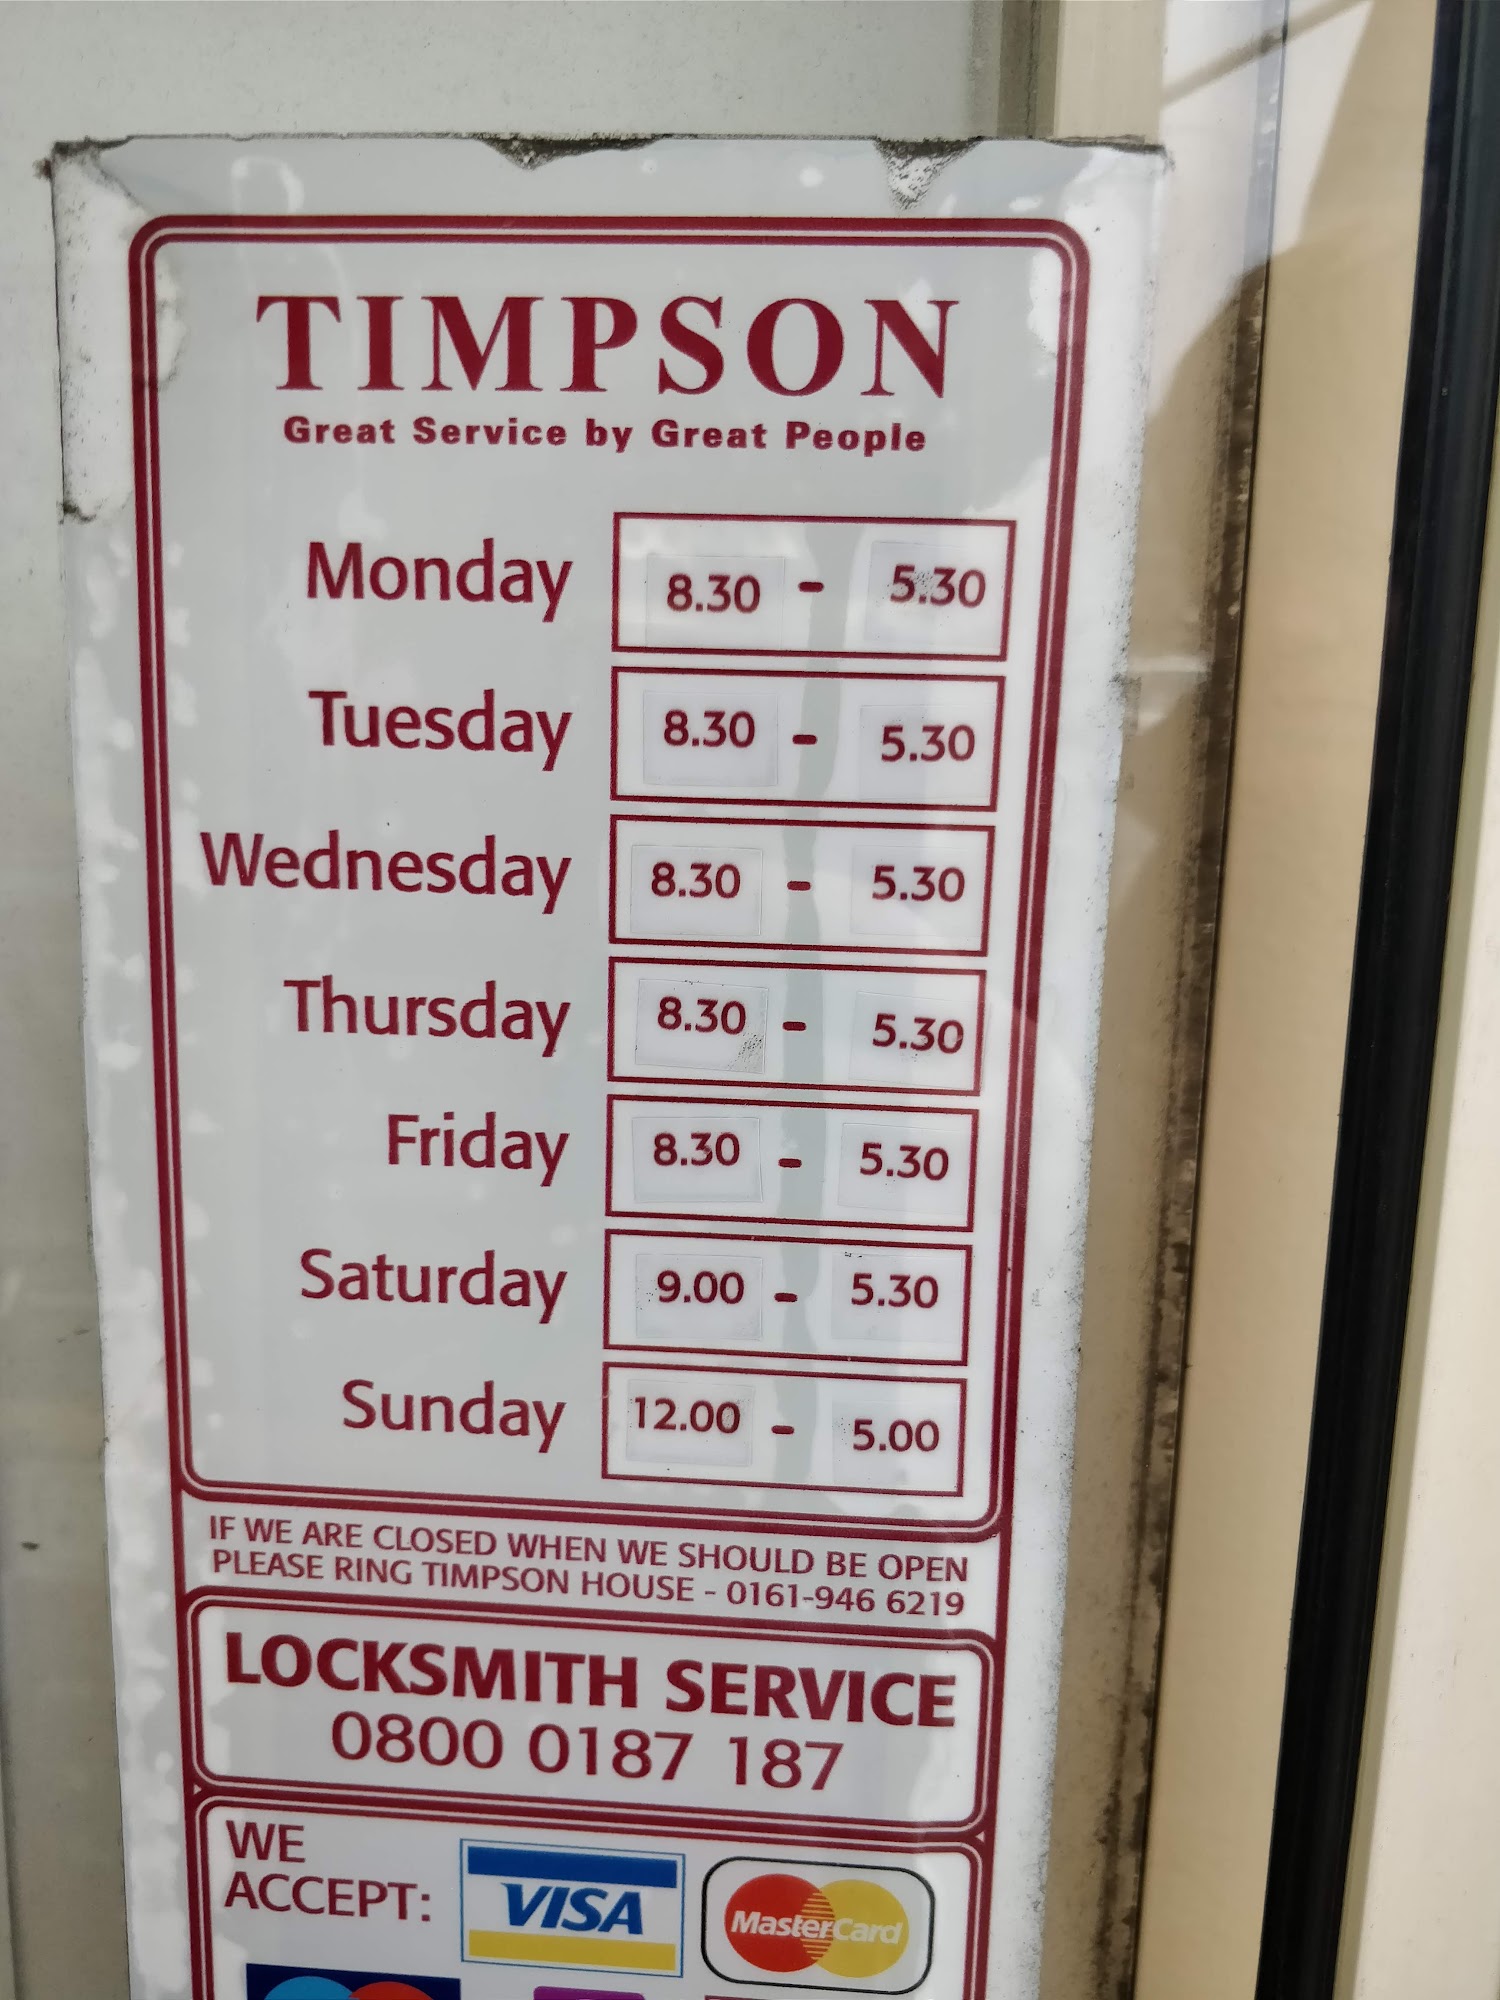 TIMPSON
Great Service by Great People
Monday 8.30 - 5.30
Tuesday 8.30 - 5.30
Wednesday 8.30 - 5.30
Thursday 8.30 - 5.30
Friday 8.30 - 5.30
Saturday 9.00 - 5.30
Sunday 12.00 - 5.00
IF WE ARE CLOSED WHEN WE SHOULD BE OPEN
PLEASE RING TIMPSON HOUSE - 0161-946 6219
LOCKSMITH SERVICE
0800 0187 187
WE
ACCEPT:
VISA
MasterCard